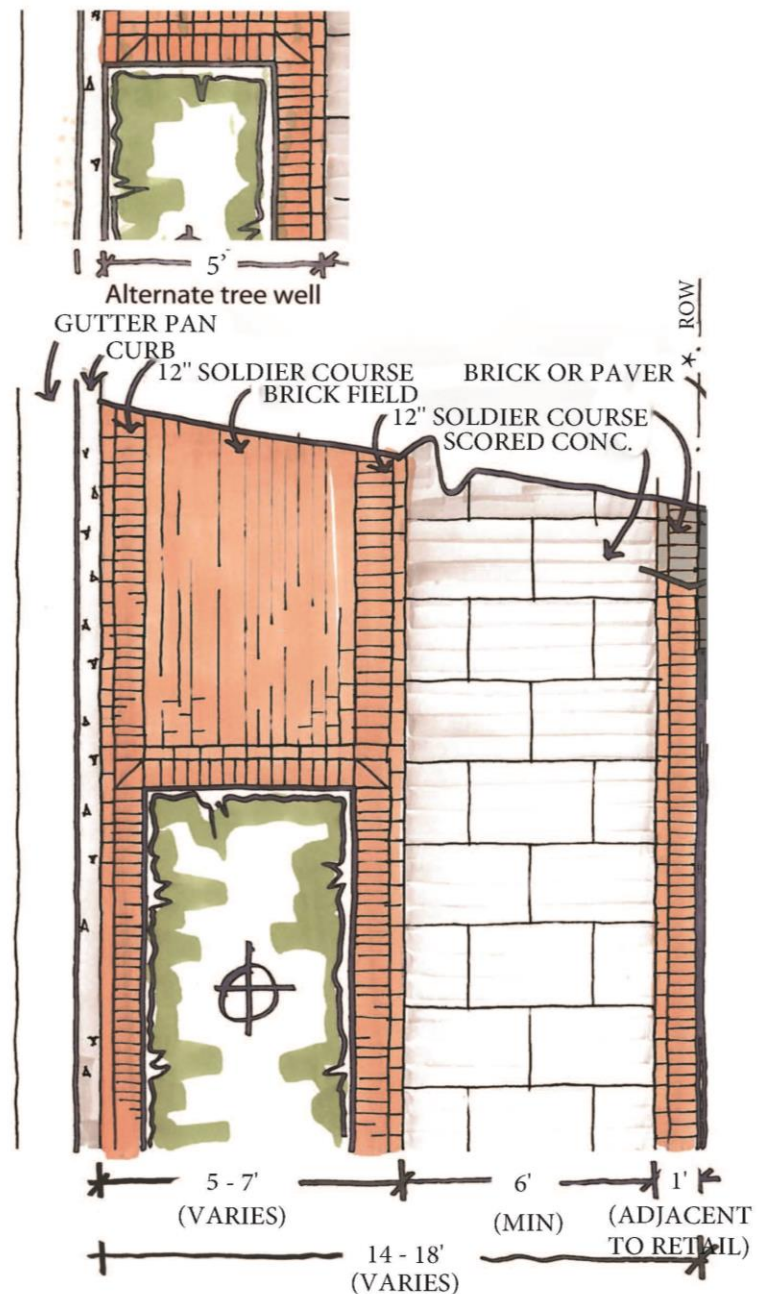 5'
Alternate tree well
ROW
GUTTER PAN
CURB
12" SOLDIER COURSE
BRICK FIELD
BRICK OR PAVER
12" SOLDIER COURSE
SCORED CONC.
5 - 7'
(VARIES)
6'
(MIN)
1'
(ADJACENT
TO RETAIL)
14 - 18'
(VARIES)